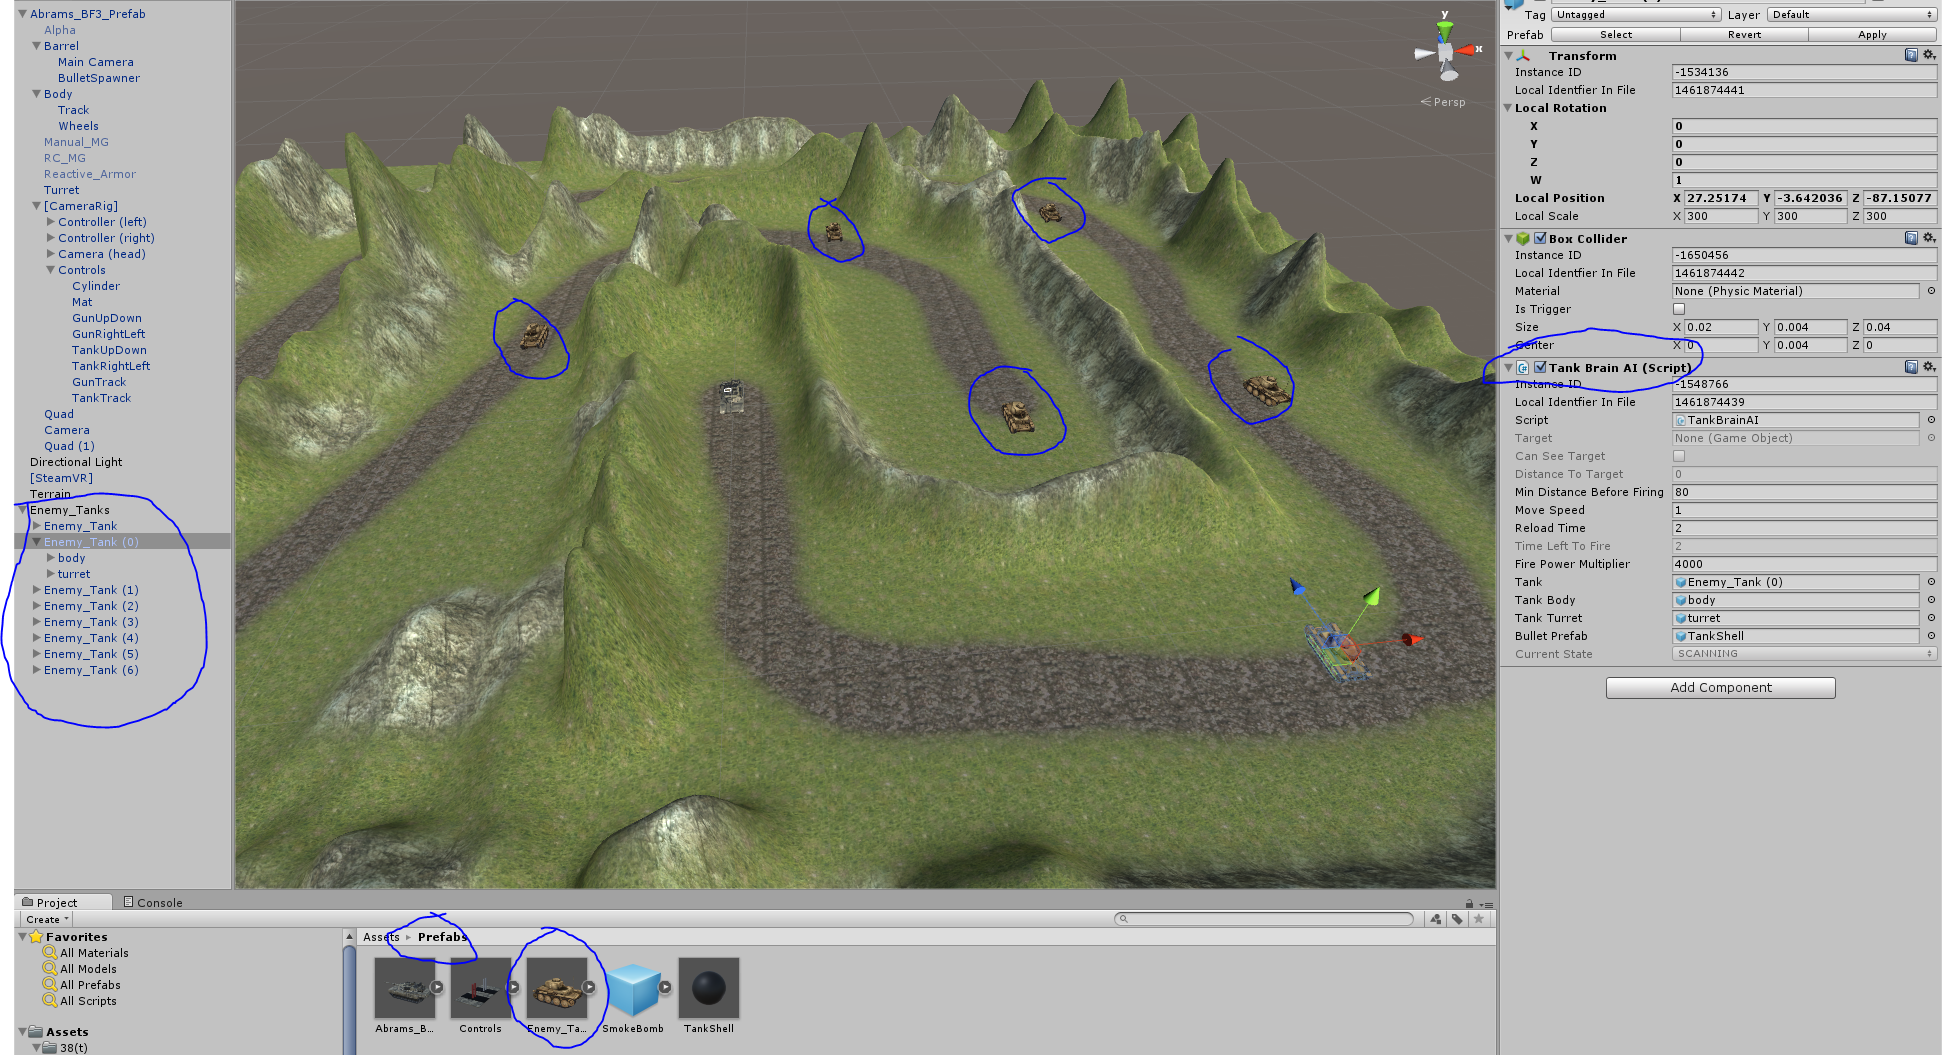 Abrams_BF3_Prefab
Alpha
Barrel
Main Camera
BulletSpawner
Body
Track
Wheels
Manual_MG
RC_MG
Reactive_Armor
Turret
[CameraRig]
Controller (left)
Controller (right)
Camera (head)
Controls
Cylinder
Mat
GunUpDown
GunRightLeft
TankUpDown
TankRightLeft
GunTrack
TankTrack
Quad
Camera
Quad (1)
Directional Light
[SteamVR]
Terrain
Enemy_Tanks
Enemy_Tank
Enemy_Tank (0)
body
turret
Enemy_Tank (1)
Enemy_Tank (2)
Enemy_Tank (3)
Enemy_Tank (4)
Enemy_Tank (5)
Enemy_Tank (6)
y
x
Persp
Tag Untagged Layer Default
Prefab Select Revert Apply
Transform
Instance ID -1534136
Local Identfier In File 1461874441
Local Rotation
X 0
Y 0
Z 0
W 1
Local Position X 27.25174 Y -3.642036 Z -87.15077
Local Scale X 300 Y 300 Z 300
Box Collider
Instance ID -1650456
Local Identfier In File 1461874442
Material None (Physic Material)
Is Trigger
Size X 0.02 Y 0.004 Z 0.04
Center X 0 Y 0.004 Z 0
Tank Brain AI (Script)
Instance ID -1548766
Local Identfier In File 1461874439
Script TankBrainAI
Target None (Game Object)
Can See Target
Distance To Target 0
Min Distance Before Firing 80
Move Speed 1
Reload Time 2
Time Left To Fire 2
Fire Power Multiplier 4000
Tank Enemy_Tank (0)
Tank Body body
Tank Turret turret
Bullet Prefab TankShell
Current State SCANNING
Add Component
Project Console
Create
Favorites
All Materials
All Models
All Prefabs
All Scripts
Assets
38(t)
Assets Prefabs
Abrams_B... Controls Enemy_Ta... SmokeBomb TankShell